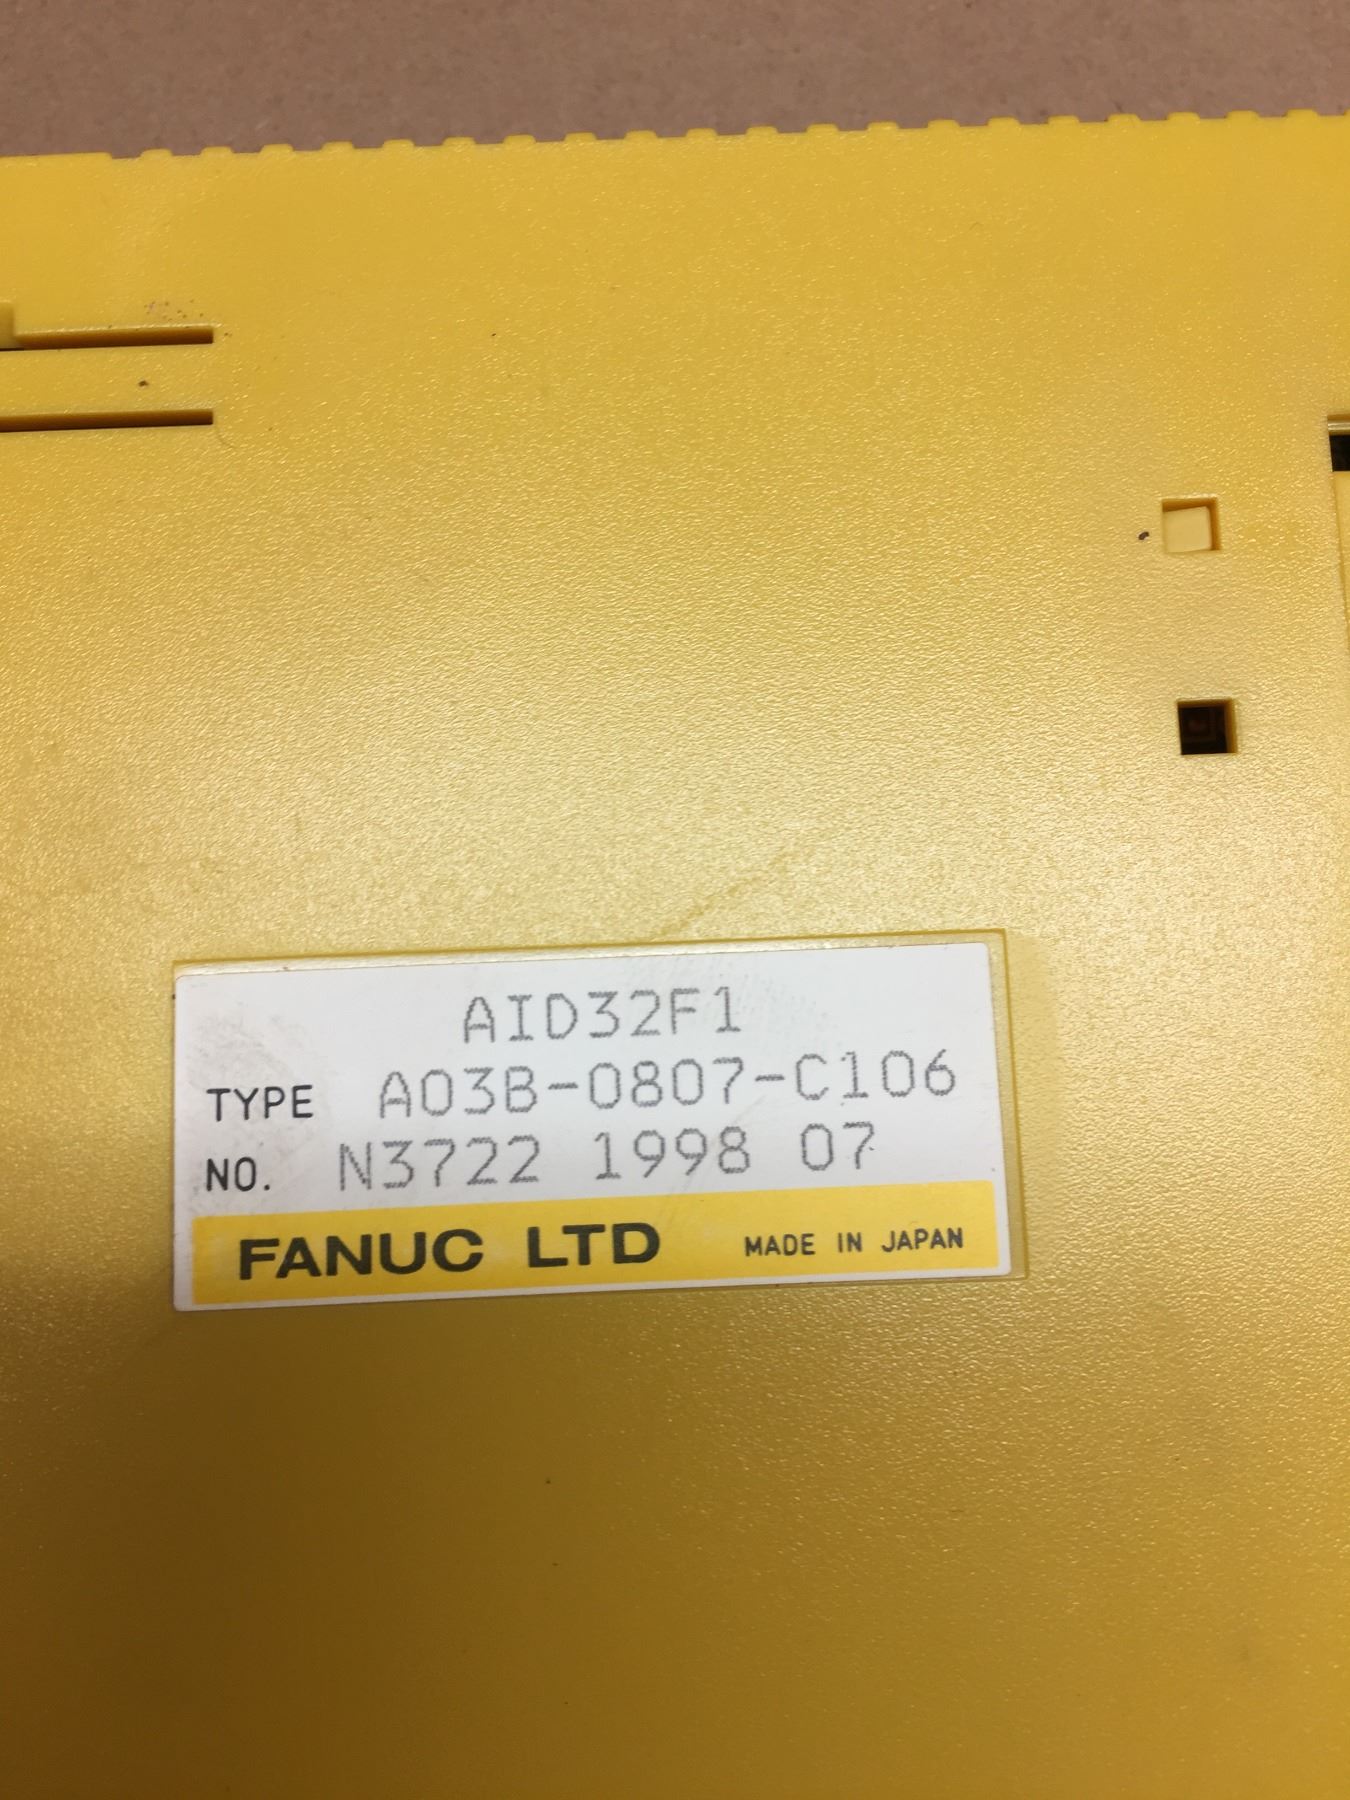 AID32F1
TYPE A03B-0807-C106
NO. N3722 1998 07
FANUC LTD MADE IN JAPAN